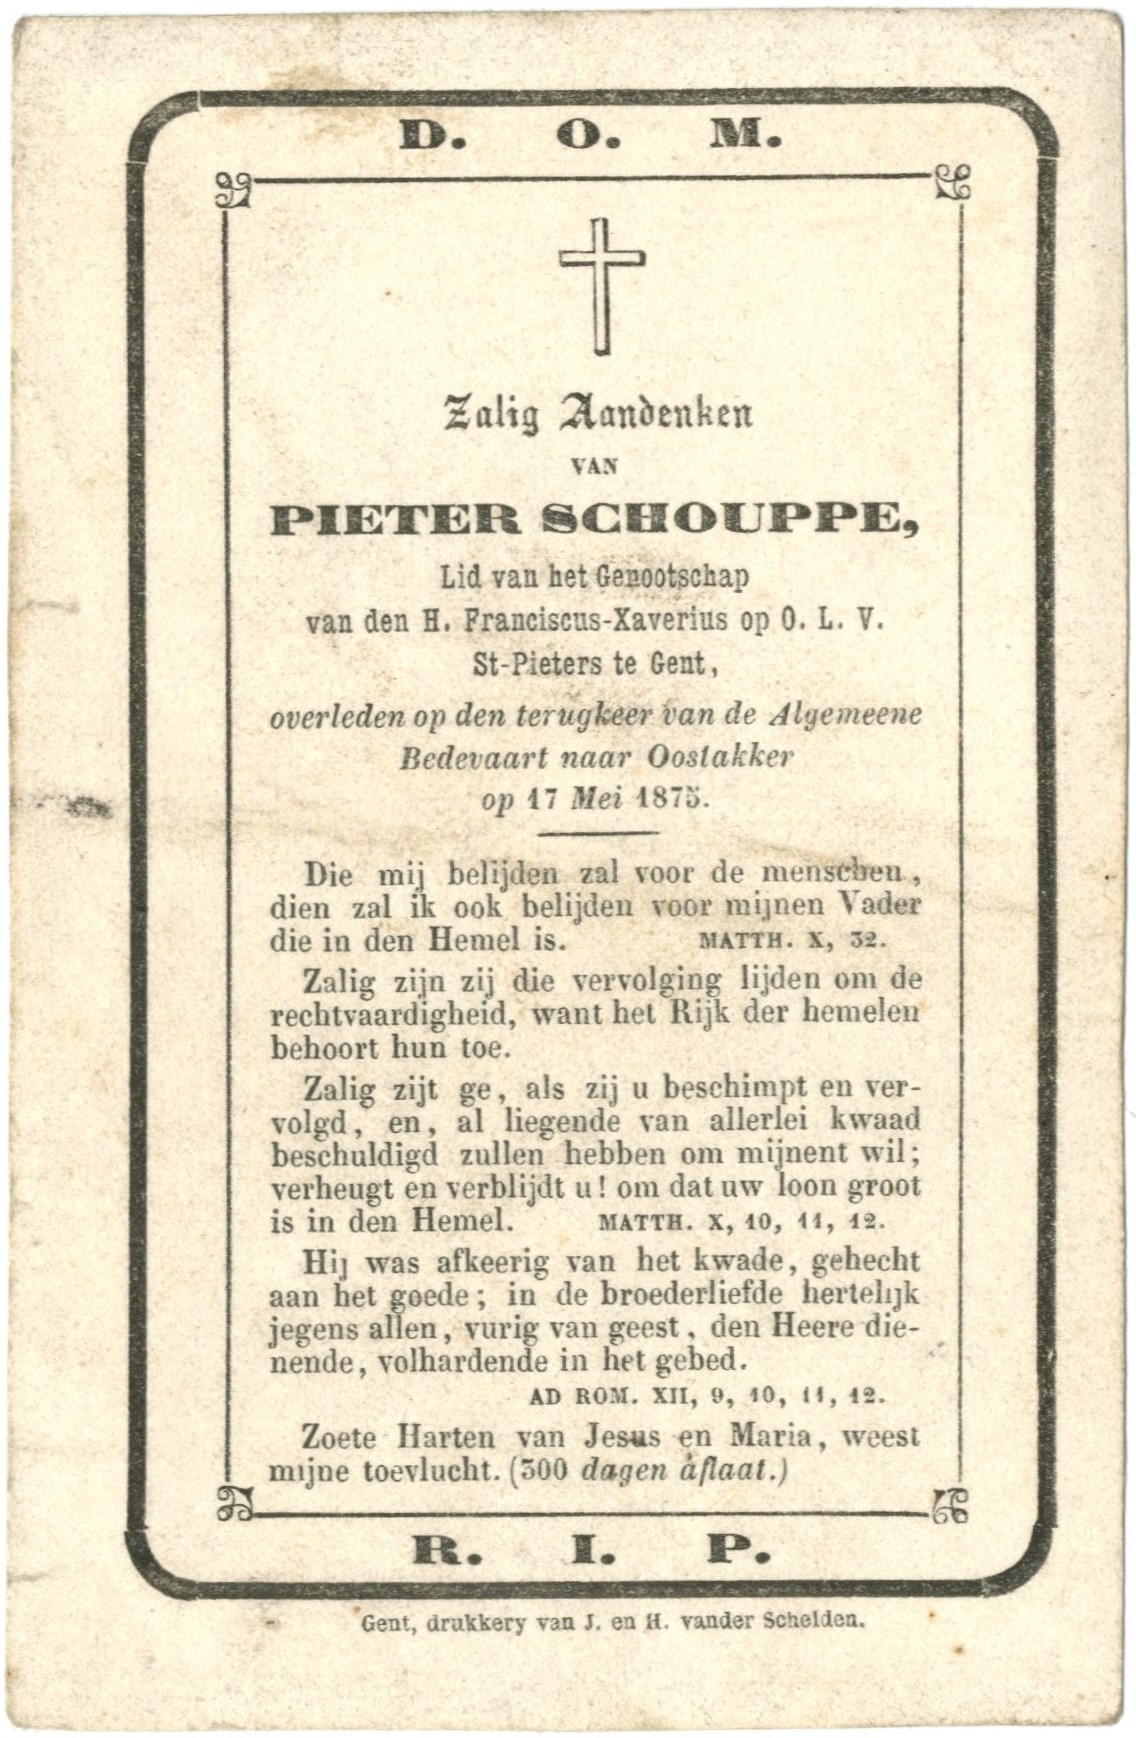 D. O. M.
Zalig Aandenken
VAN
PIETER SCHOUPPE,
Lid van het Genootschap
van den H. Franciscus-Xaverius op O. L. V.
St-Pieters te Gent,
overleden op den terugkeer van de Algemeene
Bedevaart naar Oostakker
op 17 Mei 1875.
Die mij belijden zal voor de menschen,
dien zal ik ook belijden voor mijnen Vader
die in den Hemel is. MATTH. X, 32.
Zalig zijn zij die vervolging lijden om de
rechtvaardigheid, want het Rijk der hemelen
behoort hun toe.
Zalig zijt ge, als zij u beschimpt en ver-
volgd, en, al liegende van allerlei kwaad
beschuldigd zullen hebben om mijnent wil;
verheugt en verblijdt u! om dat uw loon groot
is in den Hemel. MATTH. X, 10, 11, 12.
Hij was afkeerig van het kwade, gehecht
aan het goede; in de broederliefde hertelijk
jegens allen, vurig van geest, den Heere die-
nende, volhardende in het gebed.
AD ROM. XII, 9, 10, 11, 12.
Zoete Harten van Jesus en Maria, weest
mijne toevlucht. (300 dagen aflaat.)
R. I. P.
Gent, drukkery van J. en H. vander Schelden.